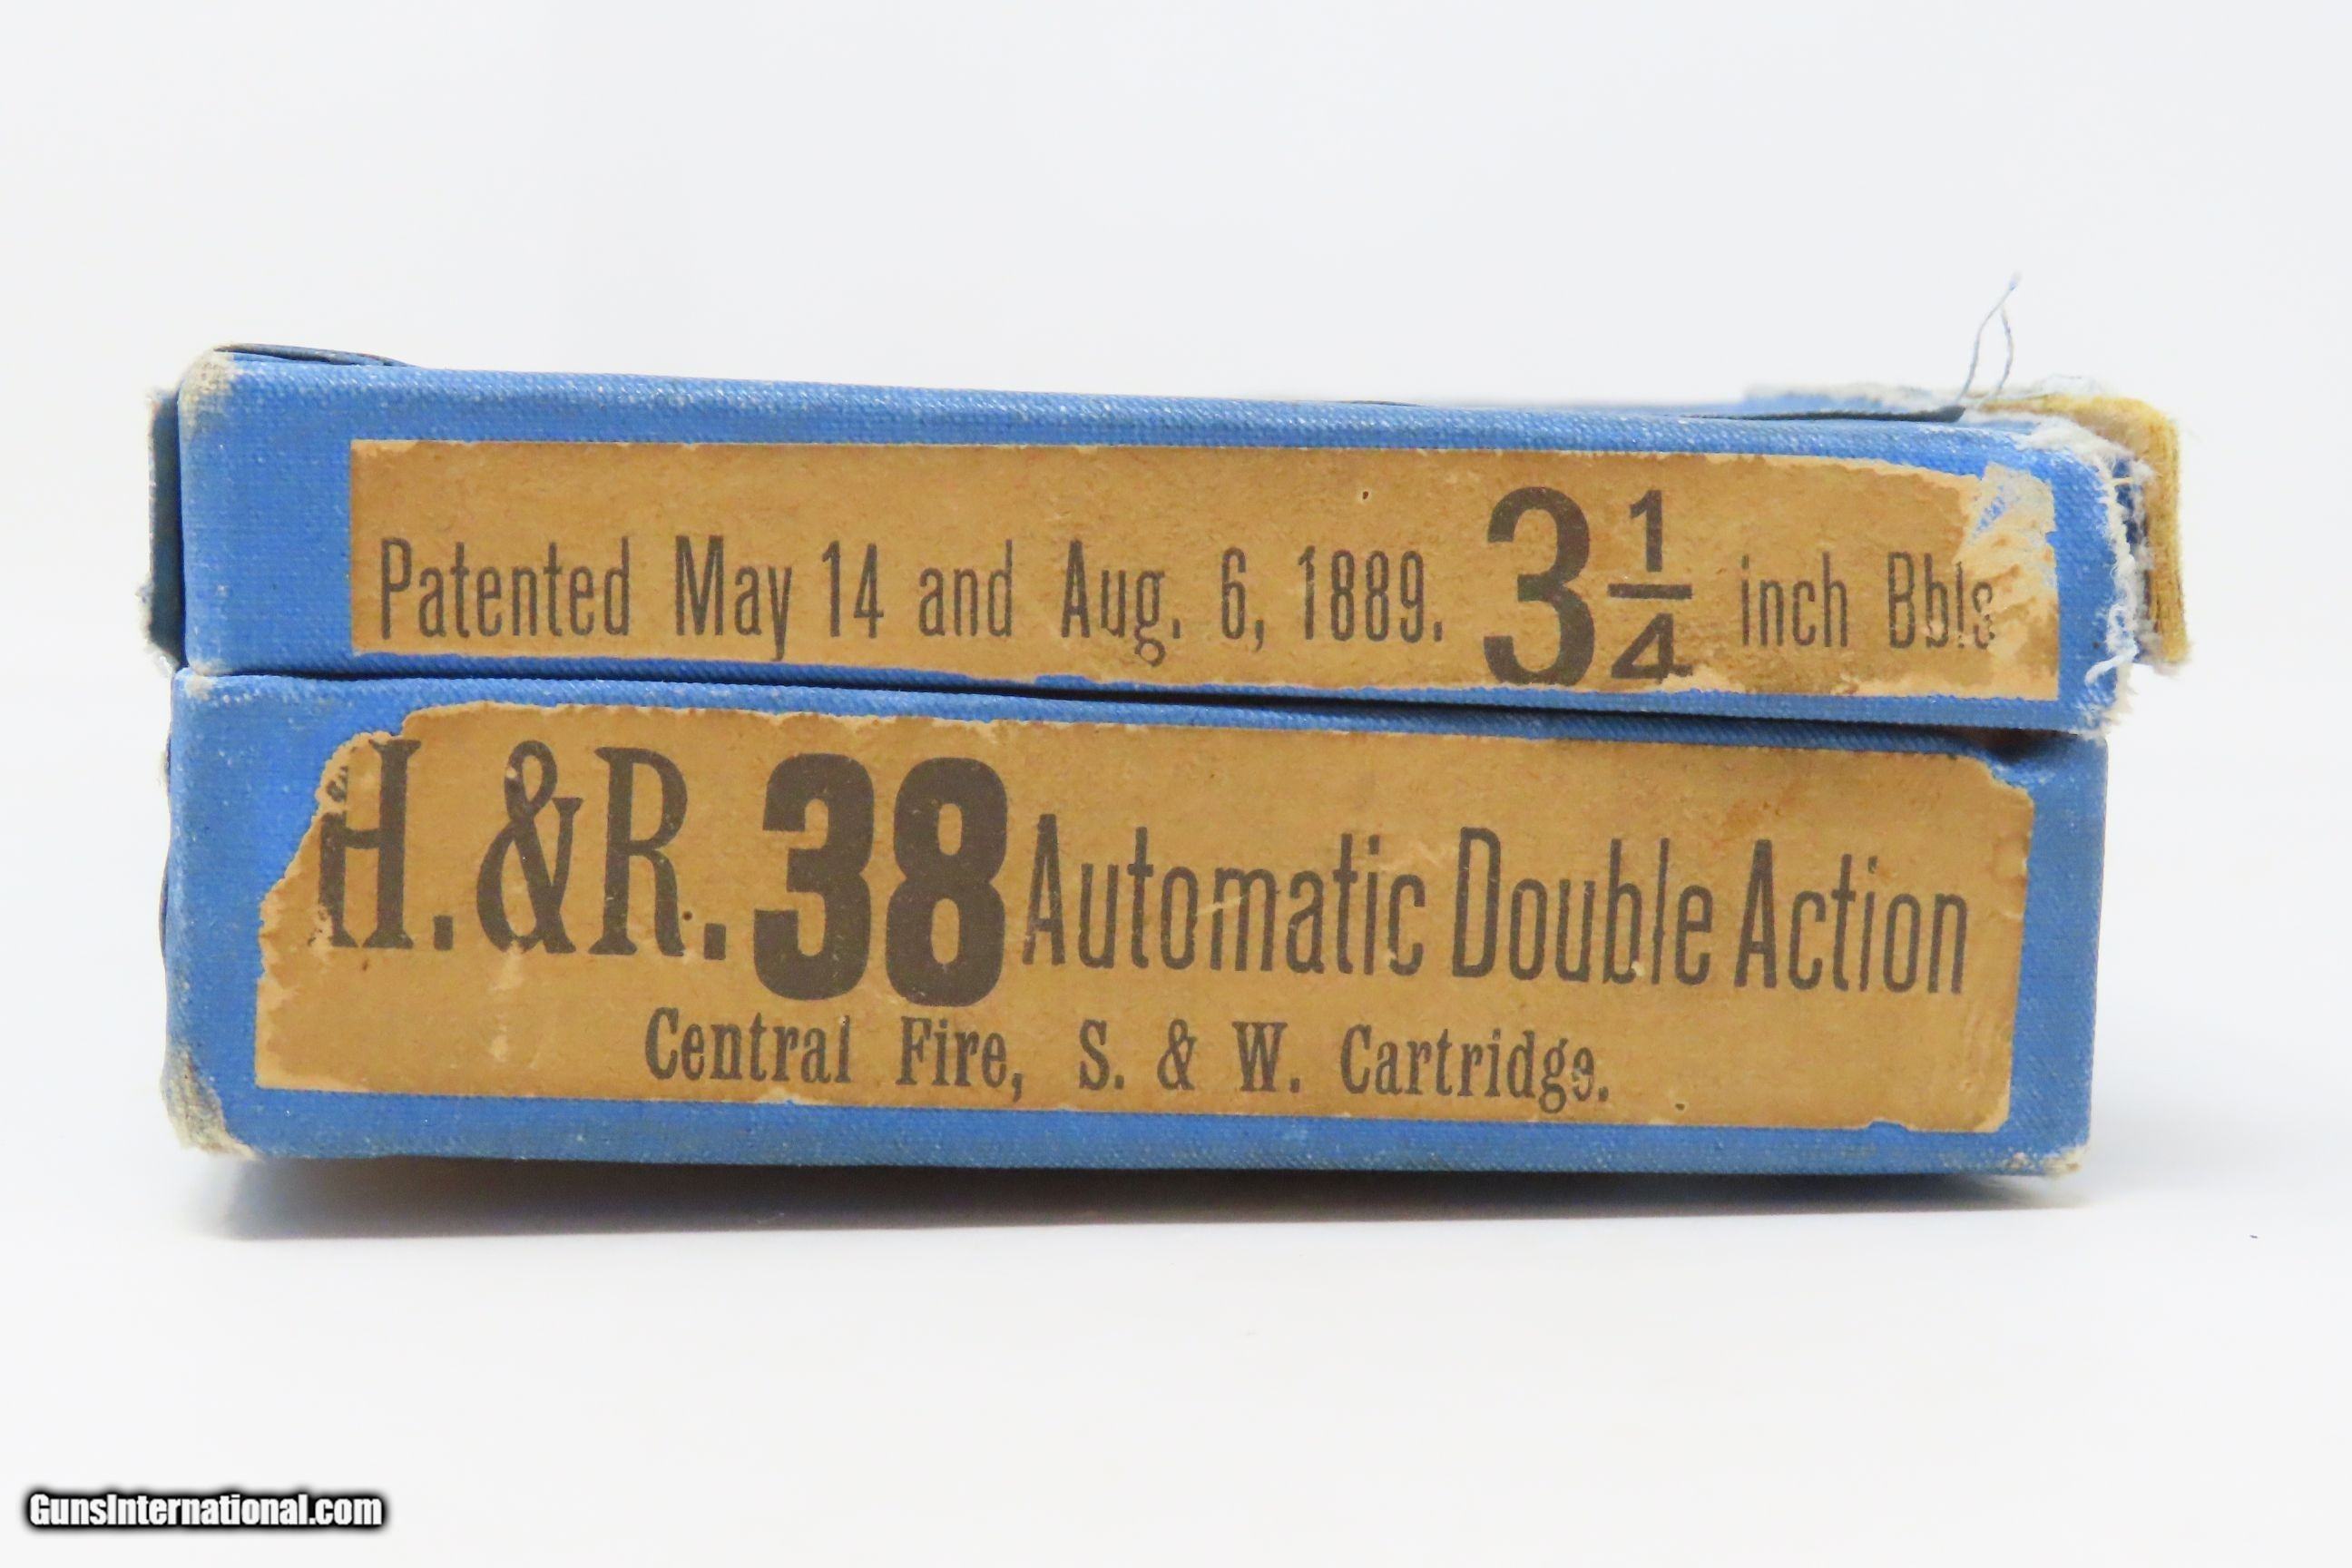 Patented May 14 and Aug. 6, 1889. 3 1/4 inch Bbls
H. & R. 38 Automatic Double Action
Central Fire, S. & W. Cartridge.
GunsInternational.com